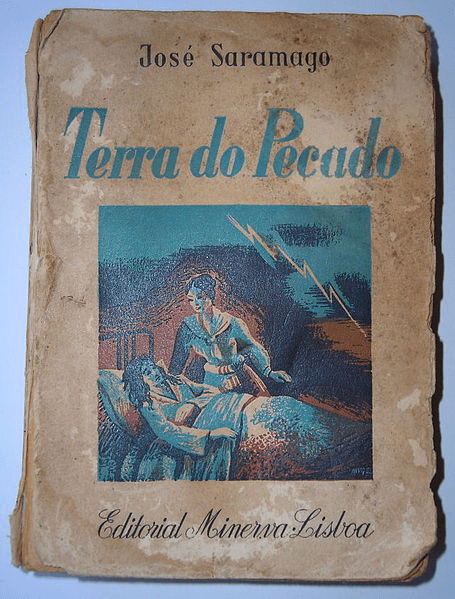 José Saramago
Terra do Pecado
Editorial Minerva Lisboa